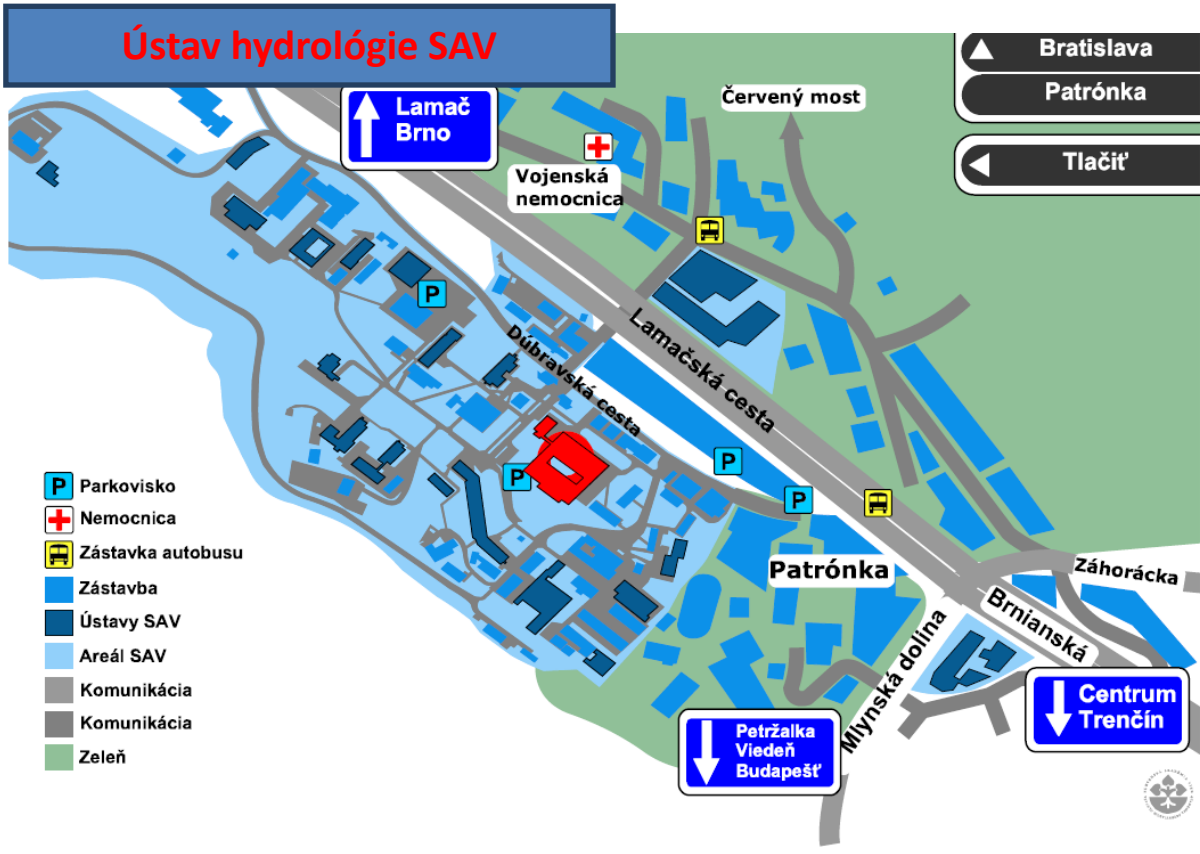 Ústav hydrológie SAV
Bratislava
Patrónka
Tlačiť
Lamač
Brno
Červený most
Vojenská
nemocnica
P
Lamačská cesta
Dúbravská cesta
P
P
P
P Parkovisko
Nemocnica
Zástavka autobusu
Zástavba
Ústavy SAV
Areál SAV
Komunikácia
Komunikácia
Zeleň
Patrónka
Záhorácka
Brnianská
Mlynská dolina
Centrum
Trenčín
Petržalka
Viedeň
Budapešť